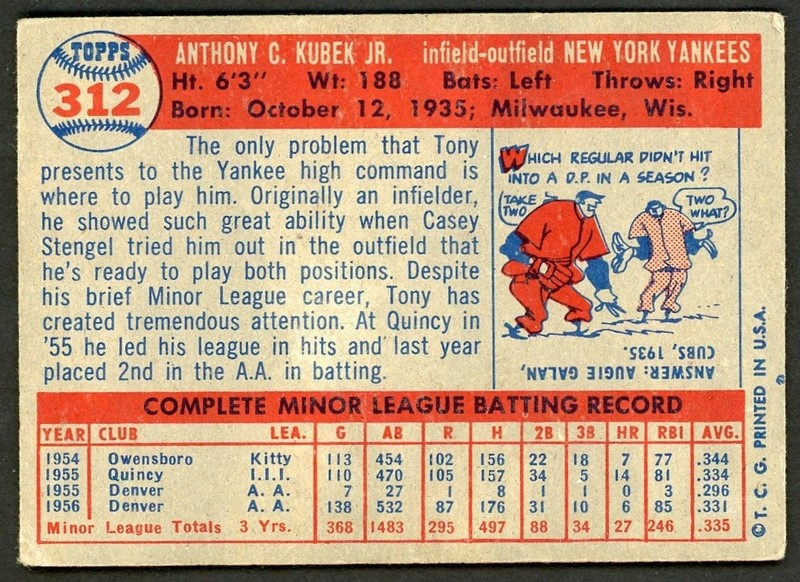 TOPPS
312
ANTHONY C. KUBEK JR. infield-outfield NEW YORK YANKEES
Ht. 6'3" Wt: 188 Bats: Left Throws: Right
Born: October 12, 1935; Milwaukee, Wis.
The only problem that Tony
presents to the Yankee high command is
where to play him. Originally an infielder,
he showed such great ability when Casey
Stengel tried him out in the outfield that
he's ready to play both positions. Despite
his brief Minor League career, Tony has
created tremendous attention. At Quincy in
'55 he led his league in hits and last year
placed 2nd in the A.A. in batting.
WHICH REGULAR DIDN'T HIT
INTO A D.P. IN A SEASON?
TAKE
TWO
TWO
WHAT?
ANSWER: AUGIE GALAN,
CUBS, 1935.
COMPLETE MINOR LEAGUE BATTING RECORD
YEAR CLUB LEA. G AB R H 2B 3B HR RBI AVG.
1954 Owensboro Kitty 113 454 102 156 22 18 7 77 .344
1955 Quincy I.I.I. 110 470 105 157 34 5 14 81 .334
1955 Denver A. A. 7 27 1 8 1 1 0 3 .296
1956 Denver A. A. 138 532 87 176 31 10 6 85 .331
Minor League Totals 3 Yrs. 368 1483 295 497 88 34 27 246 .335
© T. C. G. PRINTED IN U.S.A.